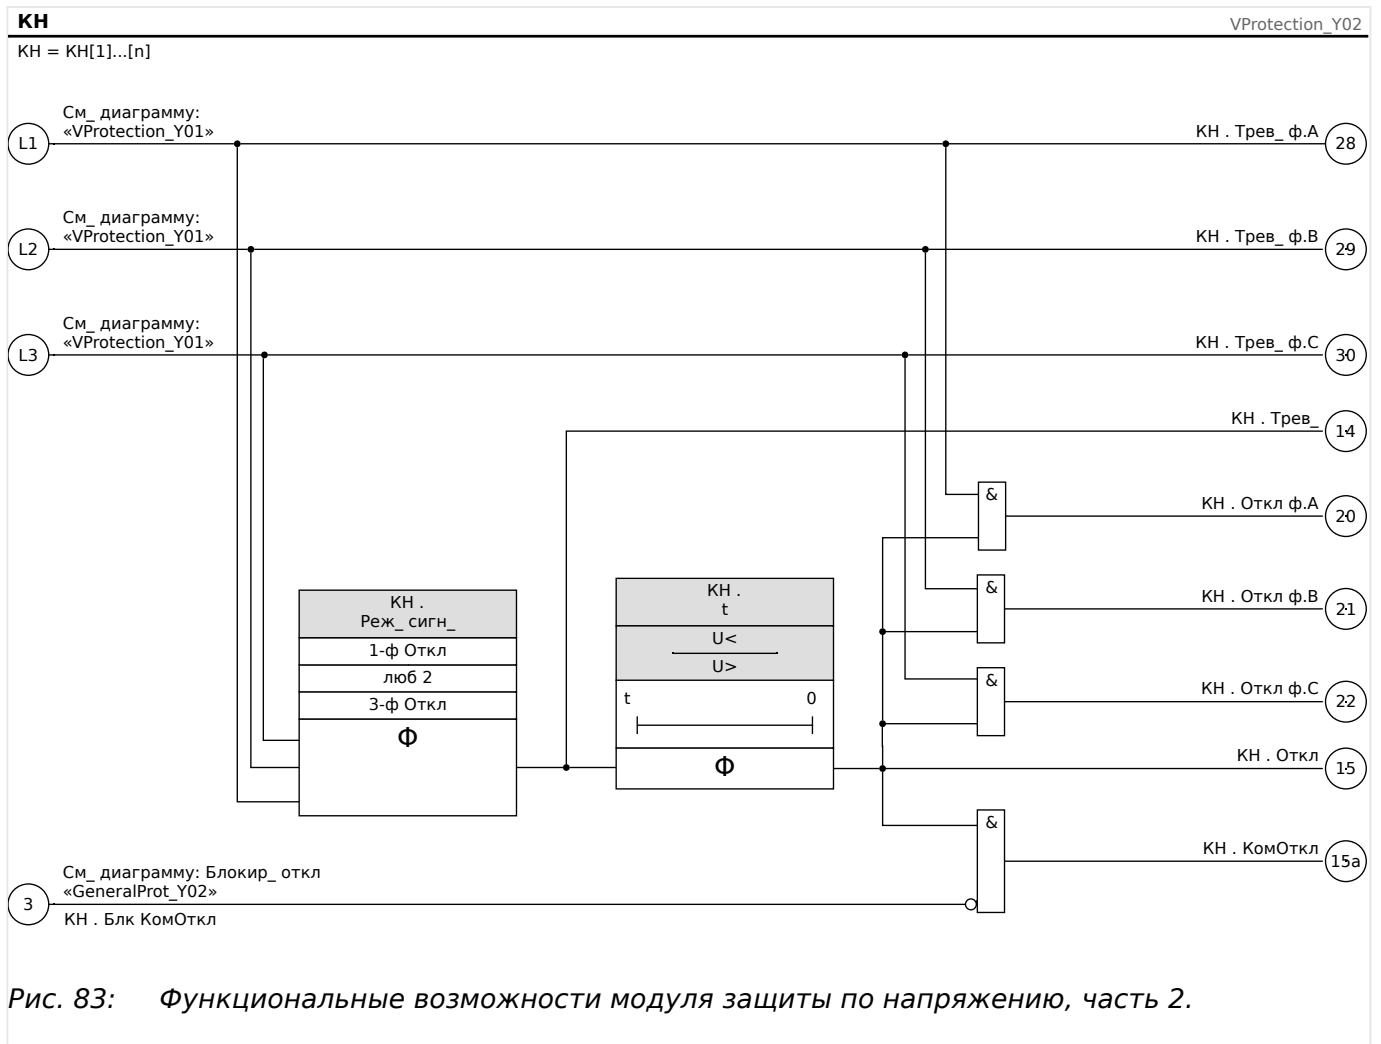 КН
VProtection_Y02
КН = КН[1]...[n]
См_ диаграмму:
«VProtection_Y01»
L1
КН . Трев_ ф.A
28
См_ диаграмму:
«VProtection_Y01»
L2
КН . Трев_ ф.B
29
См_ диаграмму:
«VProtection_Y01»
L3
КН . Трев_ ф.C
30
КН . Трев_
14
&
КН . Откл ф.A
20
&
КН . Откл ф.B
21
КН .
Реж_ сигн_
1-ф Откл
люб 2
3-ф Откл
Ф
КН .
t
U<
U>
t
0
Ф
&
КН . Откл ф.C
22
КН . Откл
15
&
КН . КомОткл
15a
См_ диаграмму: Блокир_ откл
«GeneralProt_Y02»
3
КН . Блк КомОткл
Рис. 83: Функциональные возможности модуля защиты по напряжению, часть 2.